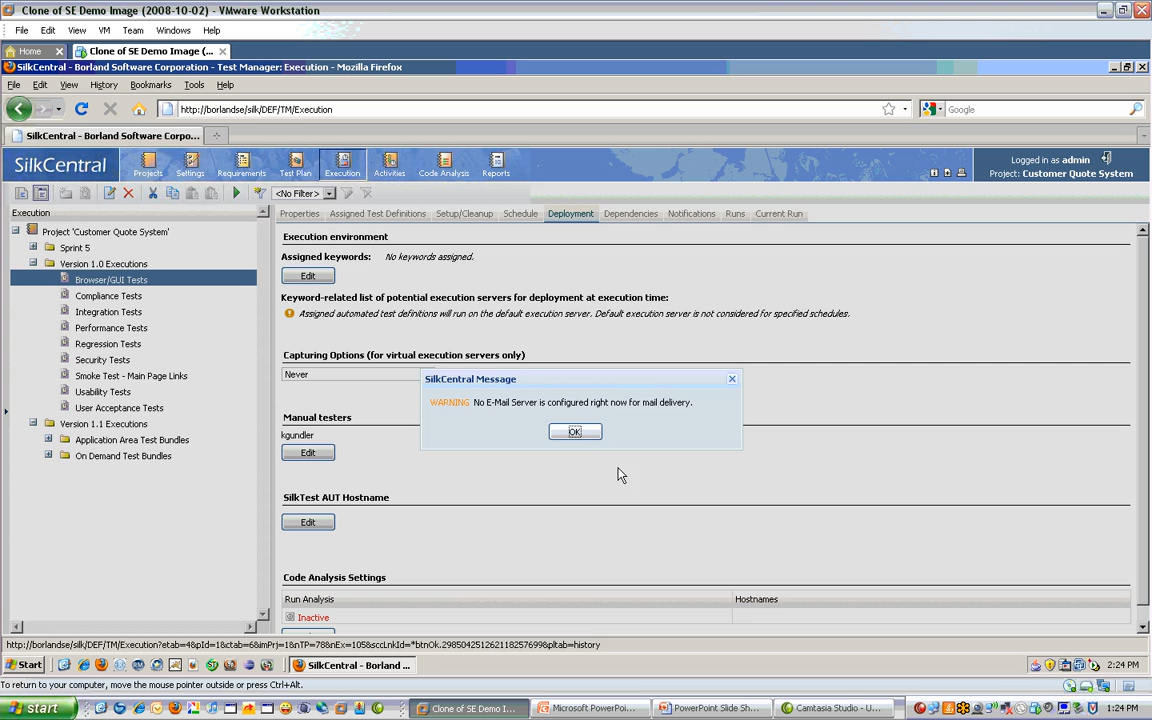 Clone of SE Demo Image (2008-10-02) - VMware Workstation
File Edit View VM Team Windows Help
Home Clone of SE Demo Image (...
SilkCentral - Borland Software Corporation - Test Manager: Execution - Mozilla Firefox
File Edit View History Bookmarks Tools Help
http://borlandse/silk/DEF/TM/Execution
Google
SilkCentral - Borland Software Corpo...
SilkCentral
Projects Settings Requirements Test Plan Execution Activities Code Analysis Reports
Logged in as admin
Project: Customer Quote System
<No Filter>
Execution
Properties Assigned Test Definitions Setup/Cleanup Schedule Deployment Dependencies Notifications Runs Current Run
Project 'Customer Quote System'
Sprint 5
Version 1.0 Executions
Browser/GUI Tests
Compliance Tests
Integration Tests
Performance Tests
Regression Tests
Security Tests
Smoke Test - Main Page Links
Usability Tests
User Acceptance Tests
Version 1.1 Executions
Application Area Test Bundles
On Demand Test Bundles
Execution environment
Assigned keywords: No keywords assigned.
Edit
Keyword-related list of potential execution servers for deployment at execution time:
Assigned automated test definitions will run on the default execution server. Default execution server is not considered for specified schedules.
Capturing Options (for virtual execution servers only)
Never
SilkCentral Message
WARNING No E-Mail Server is configured right now for mail delivery.
OK
Manual testers
kgundler
Edit
SilkTest AUT Hostname
Edit
Code Analysis Settings
Run Analysis Hostnames
Inactive
Start SilkCentral - Borland ... 2:24 PM
To return to your computer, move the mouse pointer outside or press Ctrl+Alt.
start Clone of SE Demo I... Microsoft PowerPoi... PowerPoint Slide Sh... Camtasia Studio - U... 1:24 PM